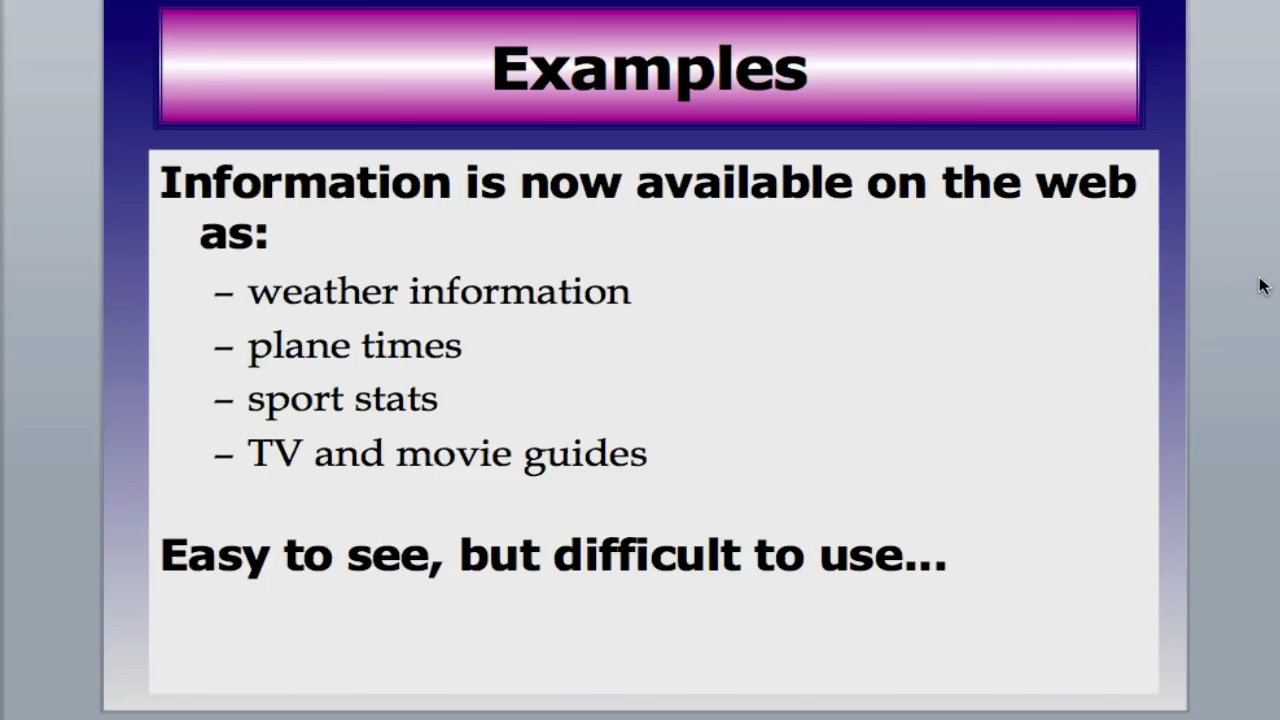 Examples
Information is now available on the web
as:
– weather information
– plane times
– sport stats
– TV and movie guides
Easy to see, but difficult to use...